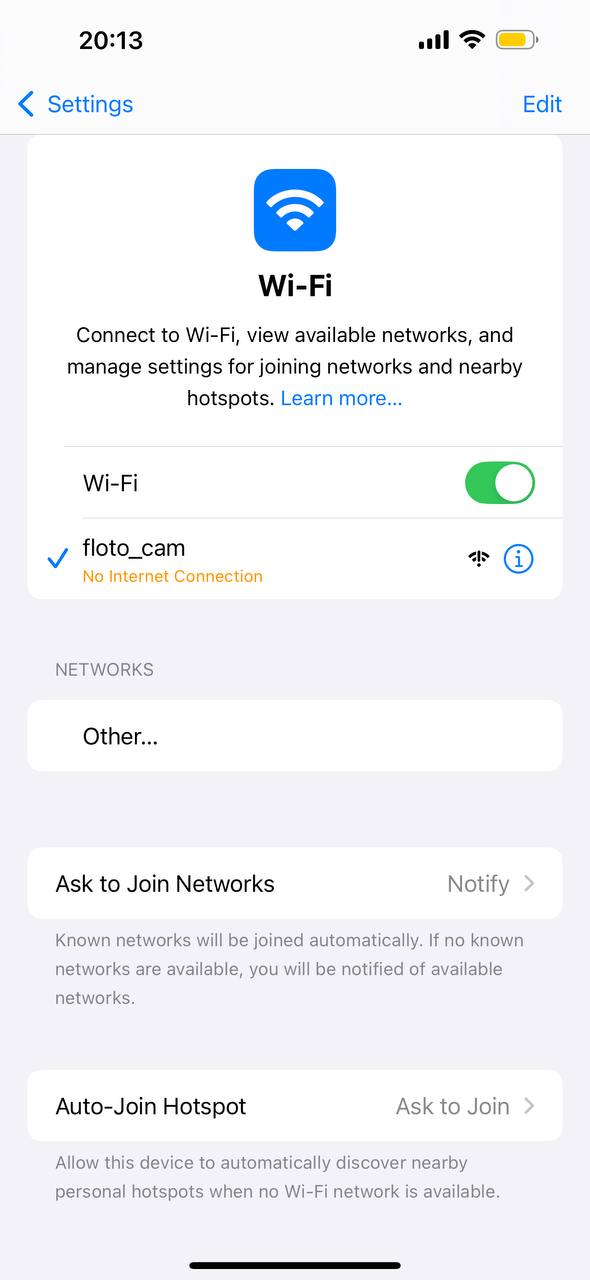 20:13
Settings
Edit
Wi-Fi
Connect to Wi-Fi, view available networks, and
manage settings for joining networks and nearby
hotspots. Learn more...
Wi-Fi
floto_cam
No Internet Connection
NETWORKS
Other...
Ask to Join Networks
Notify
Known networks will be joined automatically. If no known
networks are available, you will be notified of available
networks.
Auto-Join Hotspot
Ask to Join
Allow this device to automatically discover nearby
personal hotspots when no Wi-Fi network is available.